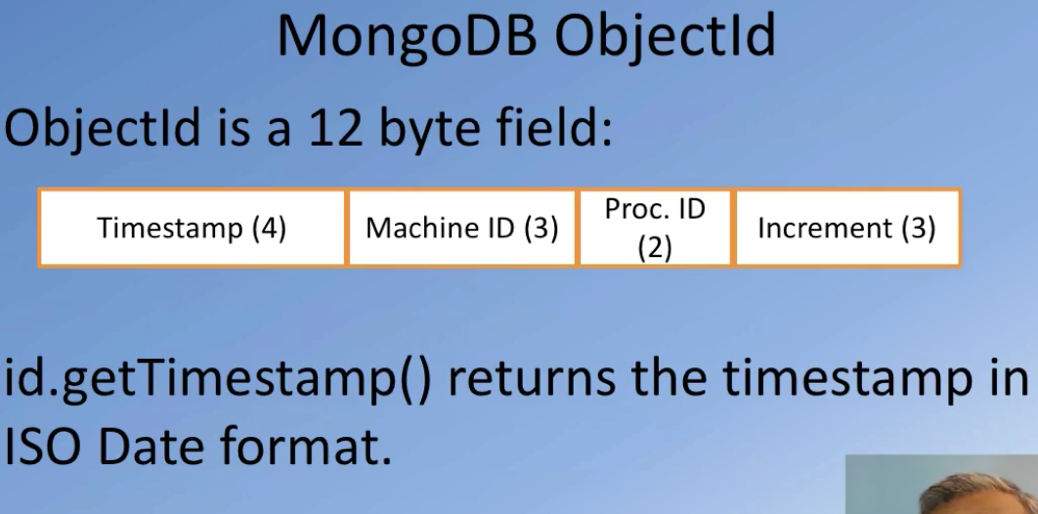 MongoDB ObjectId
ObjectId is a 12 byte field:
Timestamp (4) Machine ID (3) Proc. ID (2) Increment (3)
id.getTimestamp() returns the timestamp in
ISO Date format.